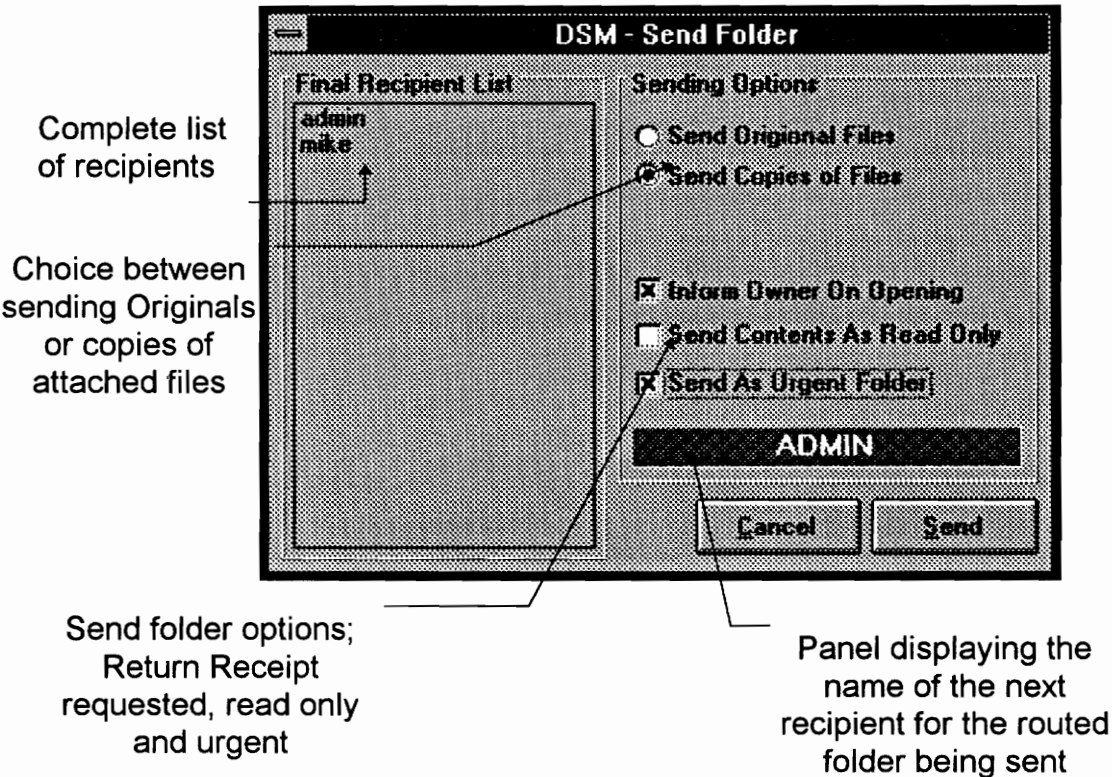 DSM - Send Folder
Final Recipient List
admin
mike
Sending Options
Send Origional Files
Send Copies of Files
Inform Owner On Opening
Send Contents As Read Only
Send As Urgent Folder
ADMIN
Cancel
Send
Complete list
of recipients
Choice between
sending Originals
or copies of
attached files
Send folder options;
Return Receipt
requested, read only
and urgent
Panel displaying the
name of the next
recipient for the routed
folder being sent